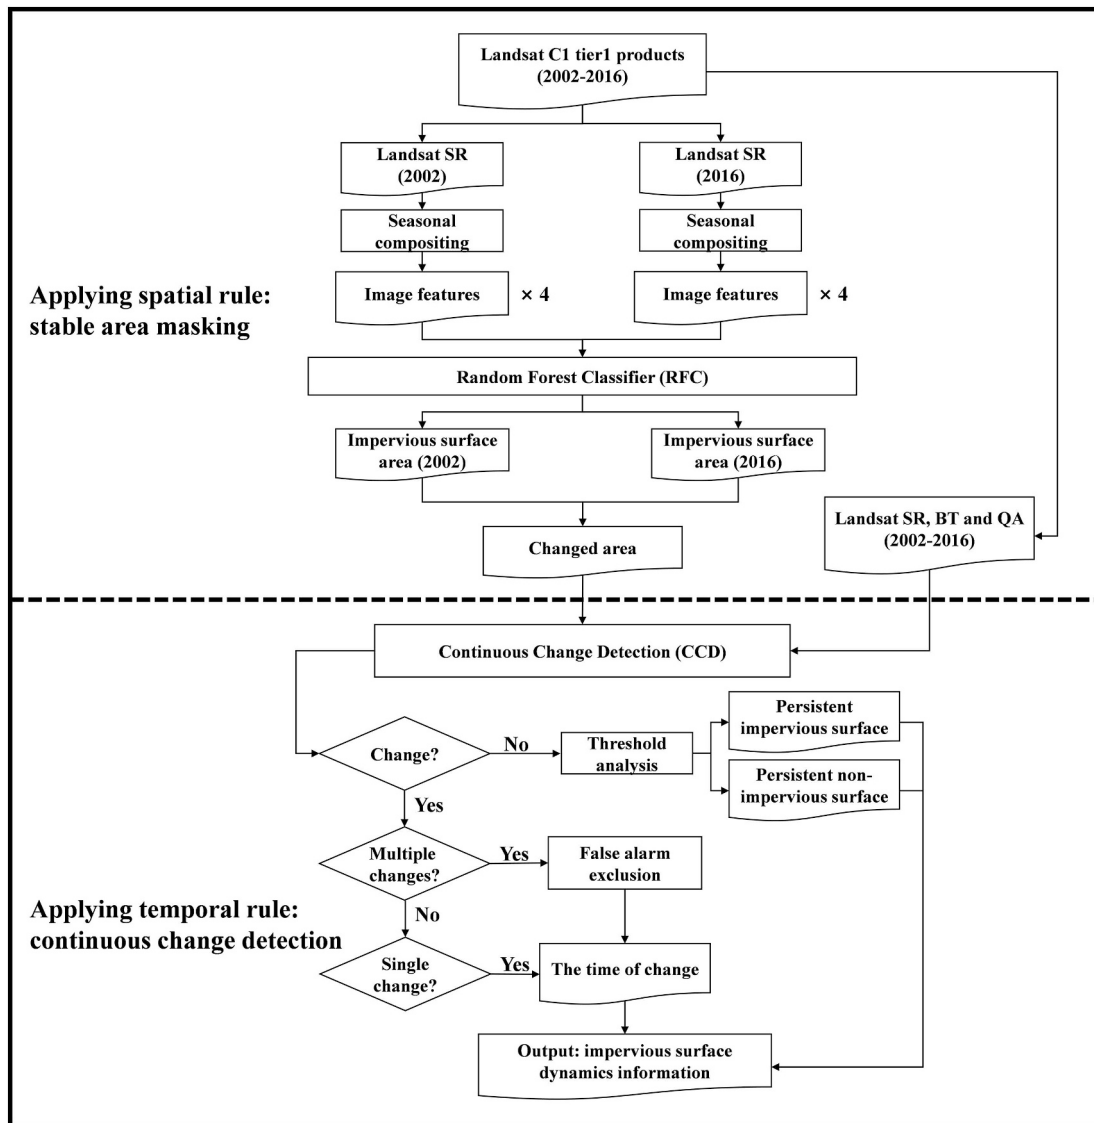 Landsat C1 tier1 products
(2002-2016)
Landsat SR
(2002)
Landsat SR
(2016)
Seasonal
compositing
Seasonal
compositing
Applying spatial rule:
stable area masking
Image features
× 4
Image features
× 4
Random Forest Classifier (RFC)
Impervious surface
area (2002)
Impervious surface
area (2016)
Landsat SR, BT and QA
(2002-2016)
Changed area
Continuous Change Detection (CCD)
Change?
No
Threshold
analysis
Persistent
impervious surface
Persistent non-
impervious surface
Yes
Multiple
changes?
Yes
False alarm
exclusion
Applying temporal rule:
continuous change detection
No
Single
change?
Yes
The time of change
Output: impervious surface
dynamics information